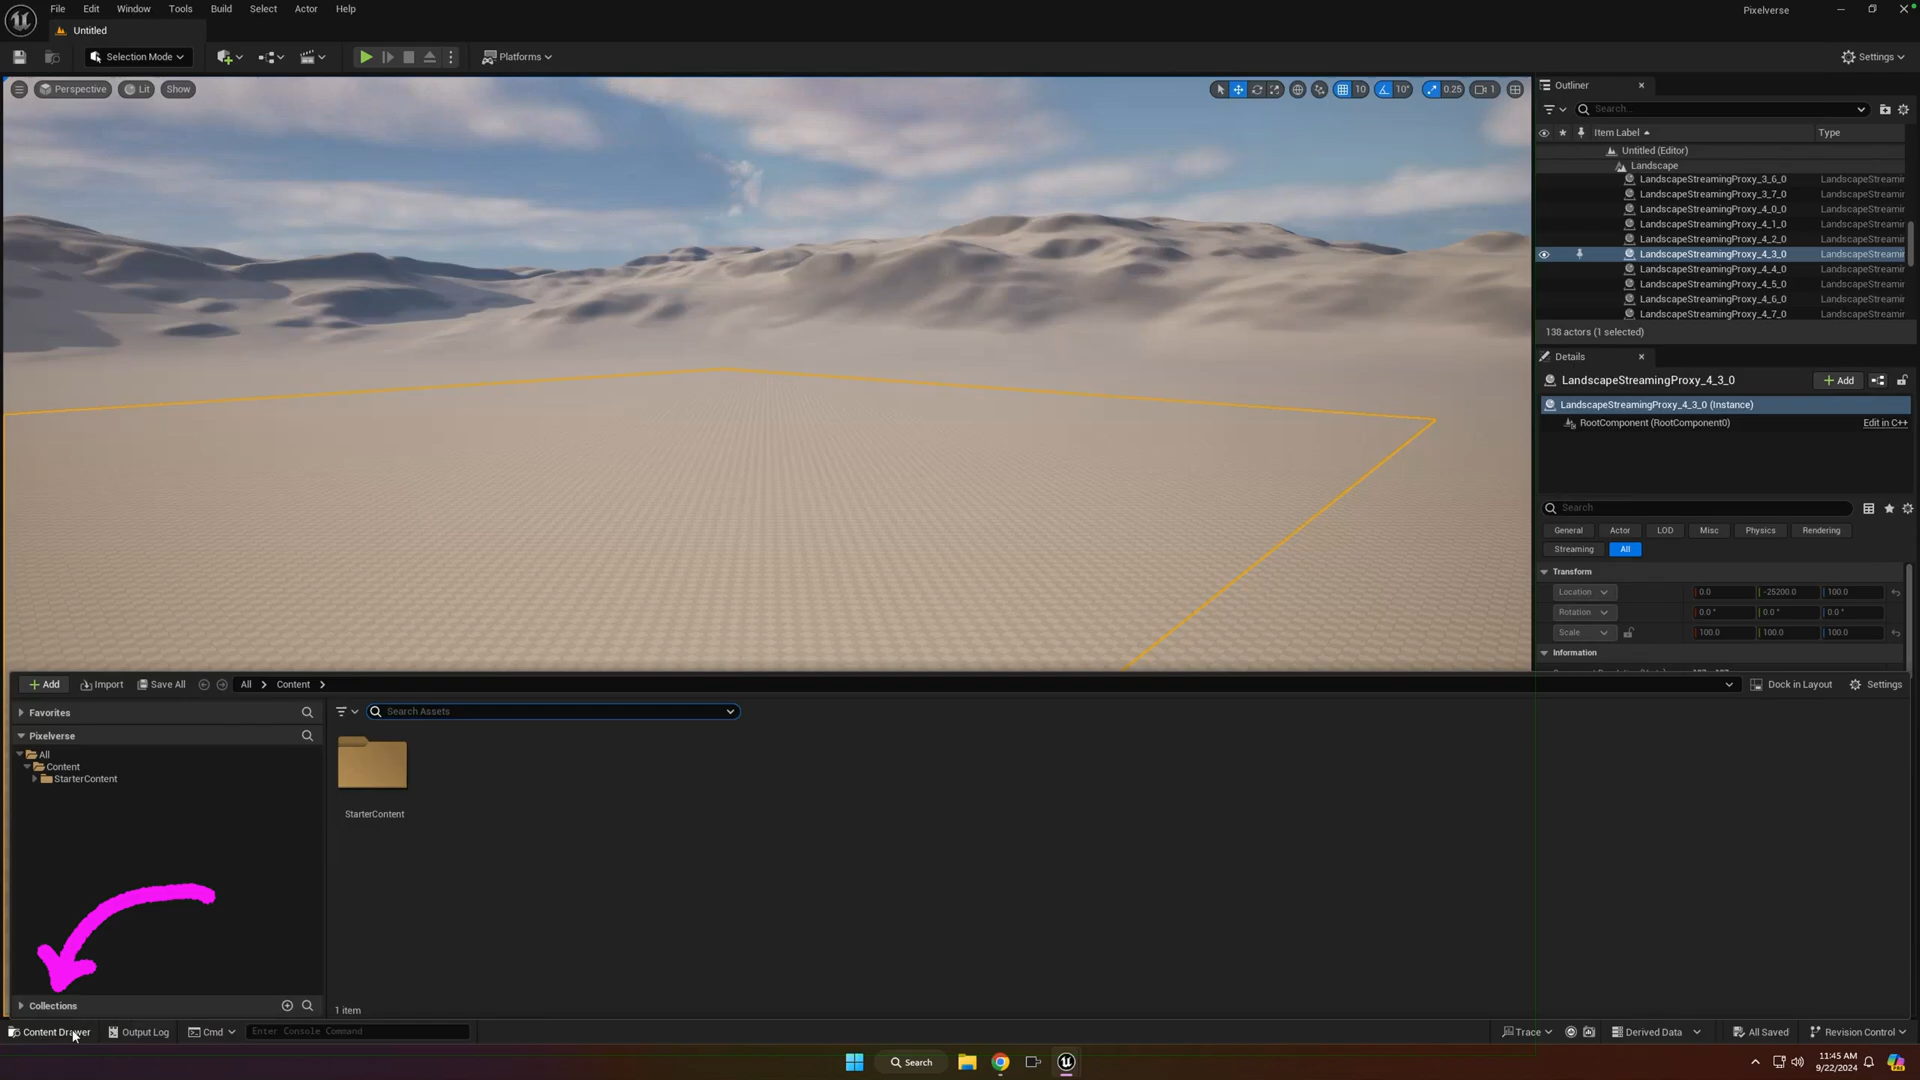 File Edit Window Tools Build Select Actor Help
Pixelverse
Untitled
Selection Mode
Platforms
Settings
Perspective Lit Show
10 10° 0.25 1
Outliner
Search...
Item Label Type
Untitled (Editor)
Landscape
LandscapeStreamingProxy_3_6_0 LandscapeStreamin
LandscapeStreamingProxy_3_7_0 LandscapeStreamin
LandscapeStreamingProxy_4_0_0 LandscapeStreamin
LandscapeStreamingProxy_4_1_0 LandscapeStreamin
LandscapeStreamingProxy_4_2_0 LandscapeStreamin
LandscapeStreamingProxy_4_3_0 LandscapeStreamin
LandscapeStreamingProxy_4_4_0 LandscapeStreamin
LandscapeStreamingProxy_4_5_0 LandscapeStreamin
LandscapeStreamingProxy_4_6_0 LandscapeStreamin
LandscapeStreamingProxy_4_7_0 LandscapeStreamin
138 actors (1 selected)
Details
LandscapeStreamingProxy_4_3_0
Add
LandscapeStreamingProxy_4_3_0 (Instance)
RootComponent (RootComponent0) Edit in C++
Search
General Actor LOD Misc Physics Rendering
Streaming All
Transform
Location 0.0 -25200.0 100.0
Rotation 0.0 ° 0.0 ° 0.0 °
Scale 100.0 100.0 100.0
Information
Add Import Save All All Content Dock in Layout Settings
Favorites
Search Assets
Pixelverse
All
Content
StarterContent
StarterContent
Collections
1 item
Content Drawer Output Log Cmd Enter Console Command
Trace Derived Data All Saved Revision Control
Search
11:45 AM
9/22/2024